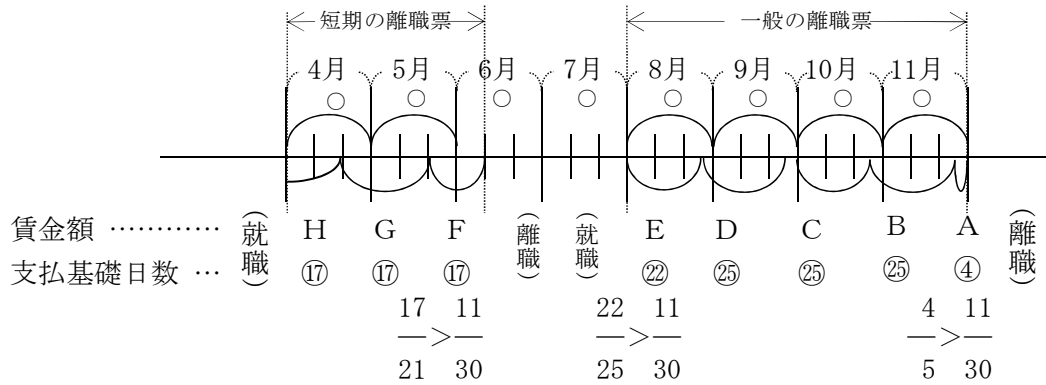 短期の離職票 一般の離職票
4月 5月 6月 7月 8月 9月 10月 11月
○ ○ ○ ○ ○ ○ ○ ○
賃金額 ………… (就職) H G F (離職) (就職) E D C B A (離職)
支払基礎日数 … ⑰ ⑰ ⑰ ㉒ ㉕ ㉕ ㉕ ④
17 11 22 11 4 11
— > — — > — — > —
21 30 25 30 5 30